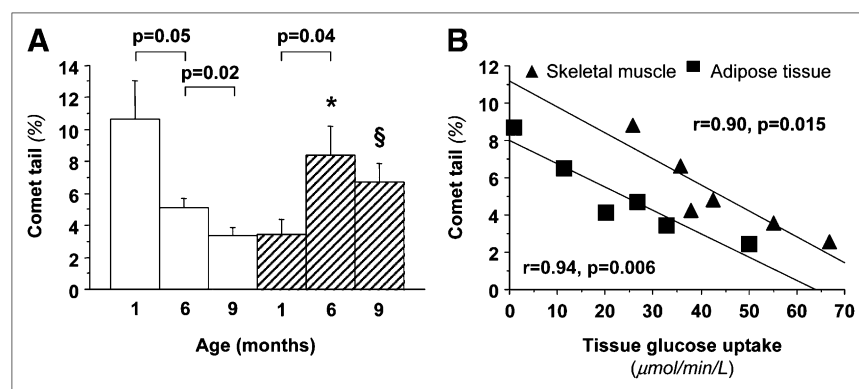 A
p=0.05
p=0.04
p=0.02
Comet tail (%)
14
12
10
8
6
4
2
0
*
§
1 6 9 1 6 9
Age (months)
B
▲ Skeletal muscle ■ Adipose tissue
Comet tail (%)
12
10
8
6
4
2
0
r=0.90, p=0.015
r=0.94, p=0.006
0 10 20 30 40 50 60 70
Tissue glucose uptake
(μmol/min/L)